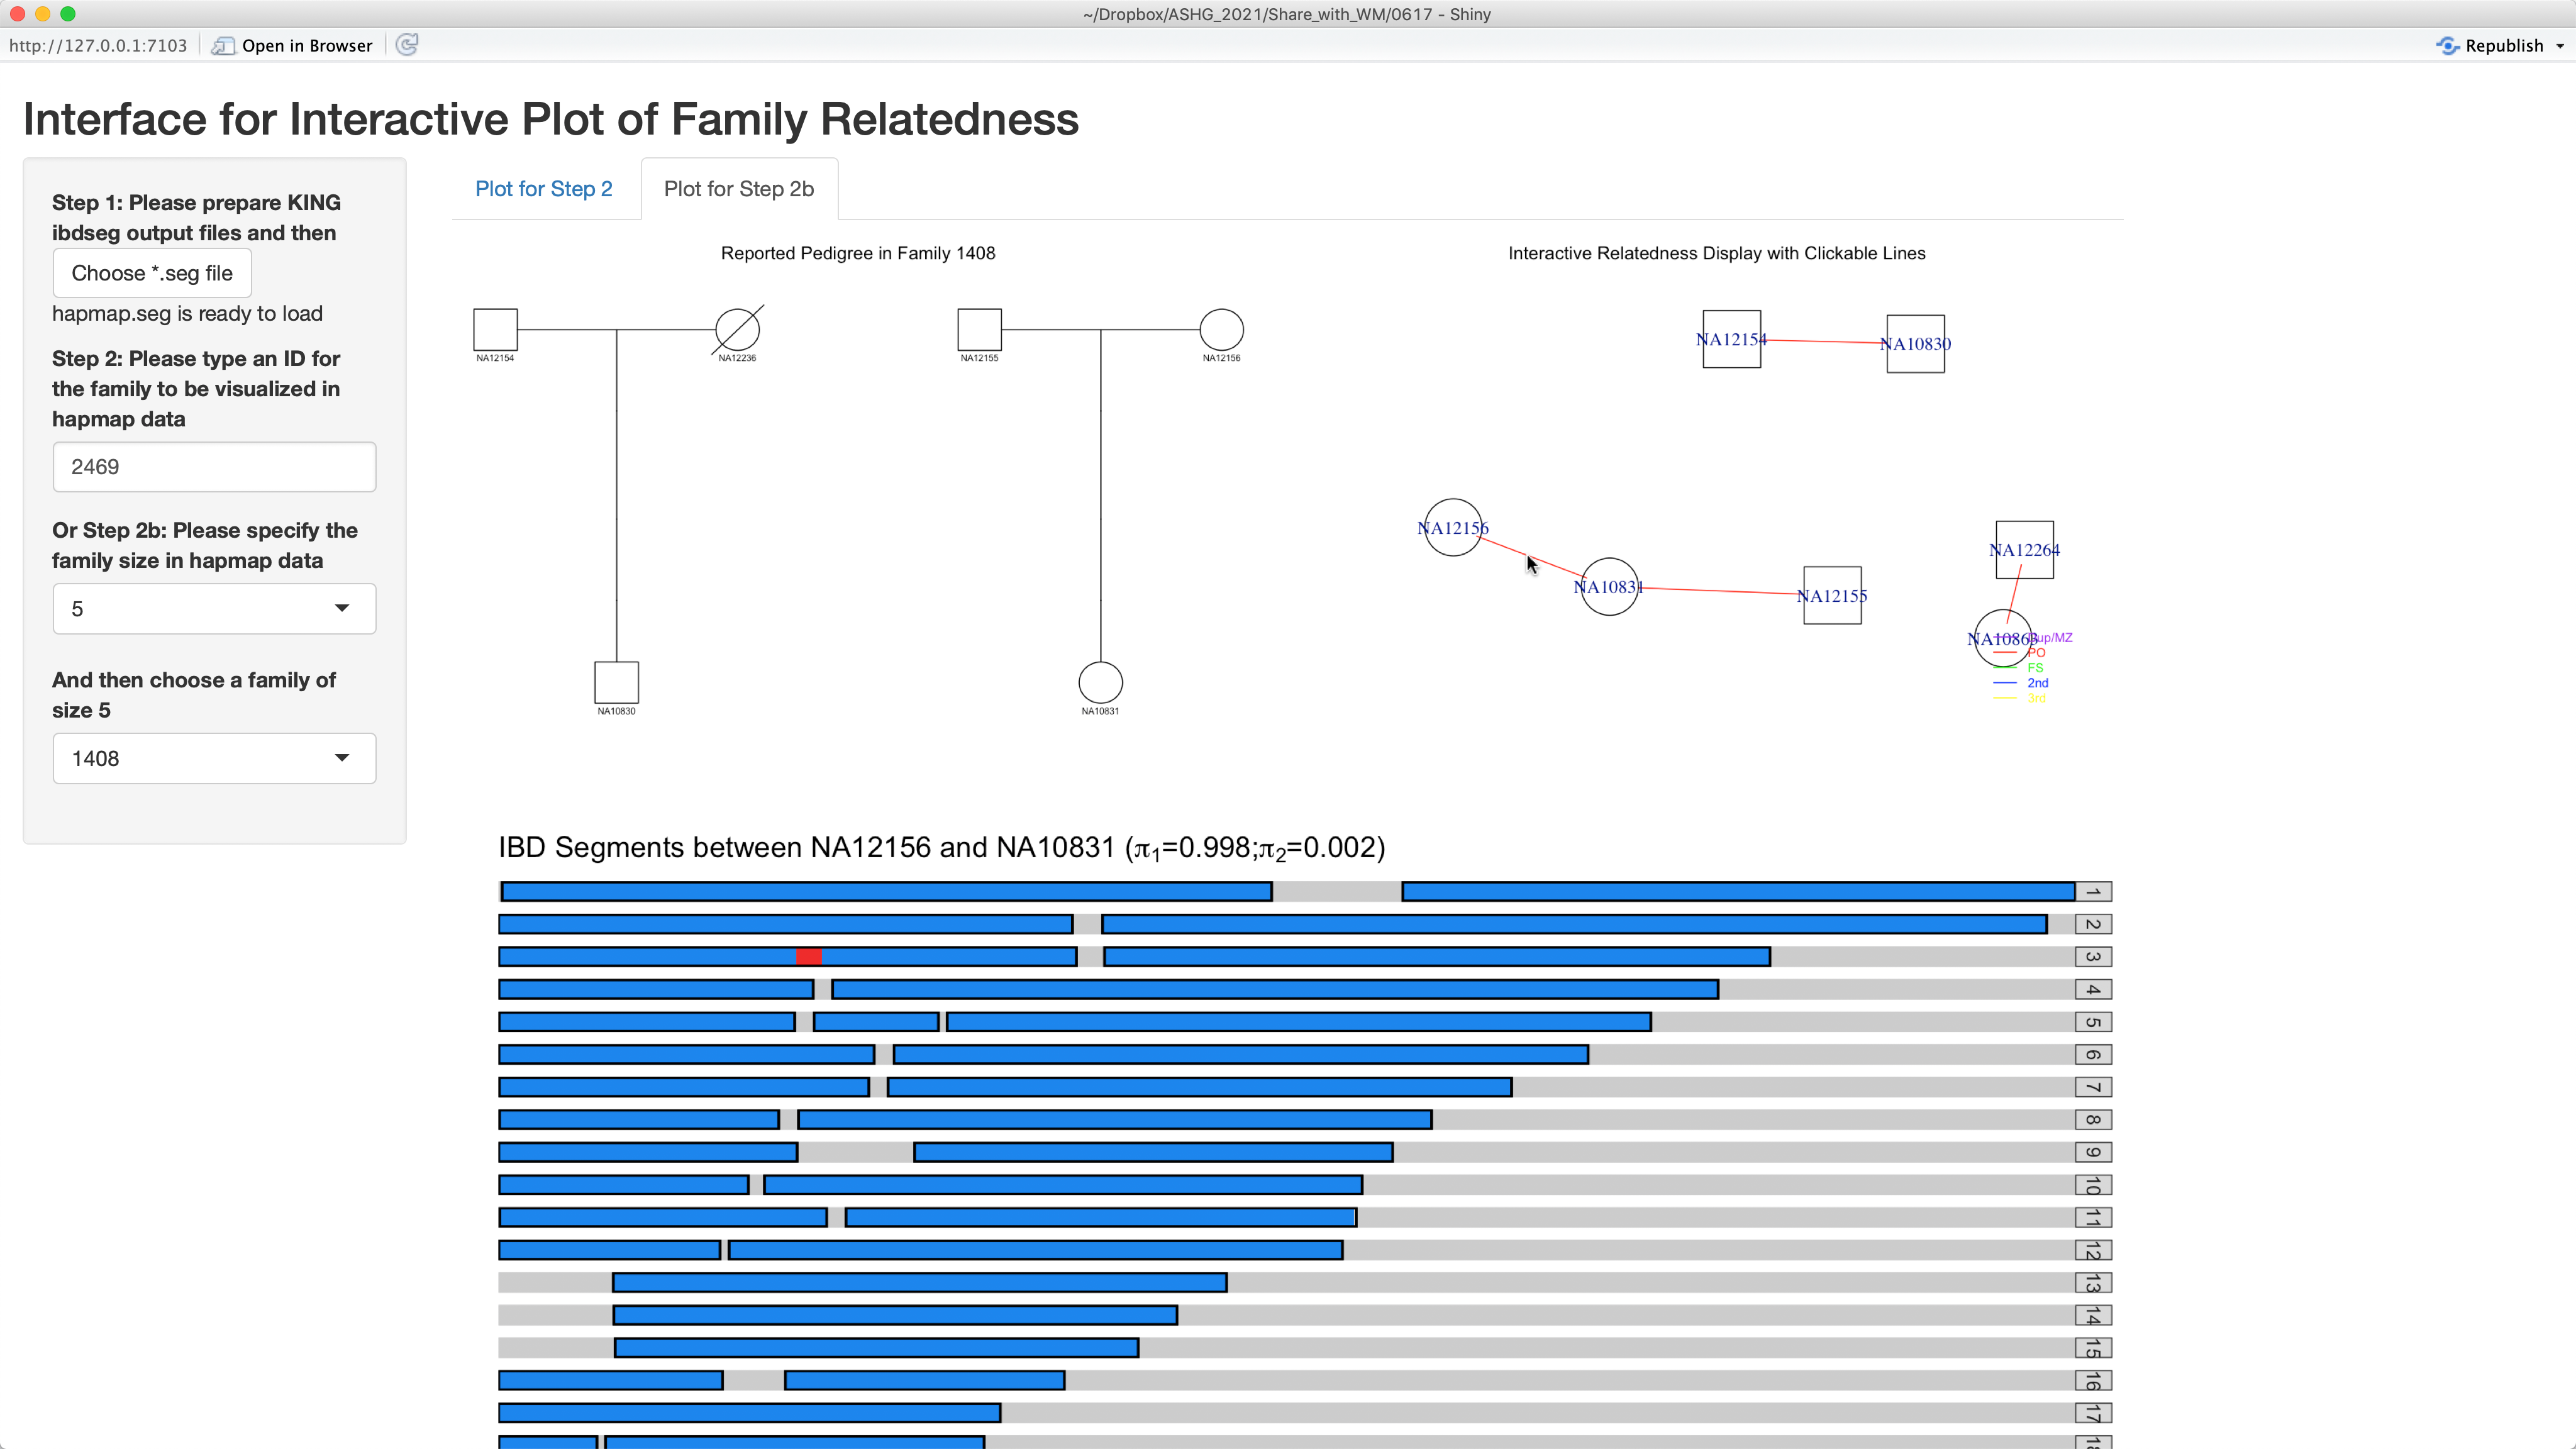 ~/Dropbox/ASHG_2021/Share_with_WM/0617 - Shiny
http://127.0.0.1:7103
Open in Browser
Republish
Interface for Interactive Plot of Family Relatedness
Step 1: Please prepare KING
ibdseg output files and then
Choose *.seg file
hapmap.seg is ready to load
Step 2: Please type an ID for
the family to be visualized in
hapmap data
2469
Or Step 2b: Please specify the
family size in hapmap data
5
And then choose a family of
size 5
1408
Plot for Step 2
Plot for Step 2b
Reported Pedigree in Family 1408
NA12154
NA12236
NA12155
NA12156
NA10830
NA10831
Interactive Relatedness Display with Clickable Lines
NA12154
NA10830
NA12156
NA10831
NA12155
NA12264
NA10863
Dup/MZ
PO
FS
2nd
3rd
IBD Segments between NA12156 and NA10831 (π1=0.998;π2=0.002)
1
2
3
4
5
6
7
8
9
10
11
12
13
14
15
16
17
18